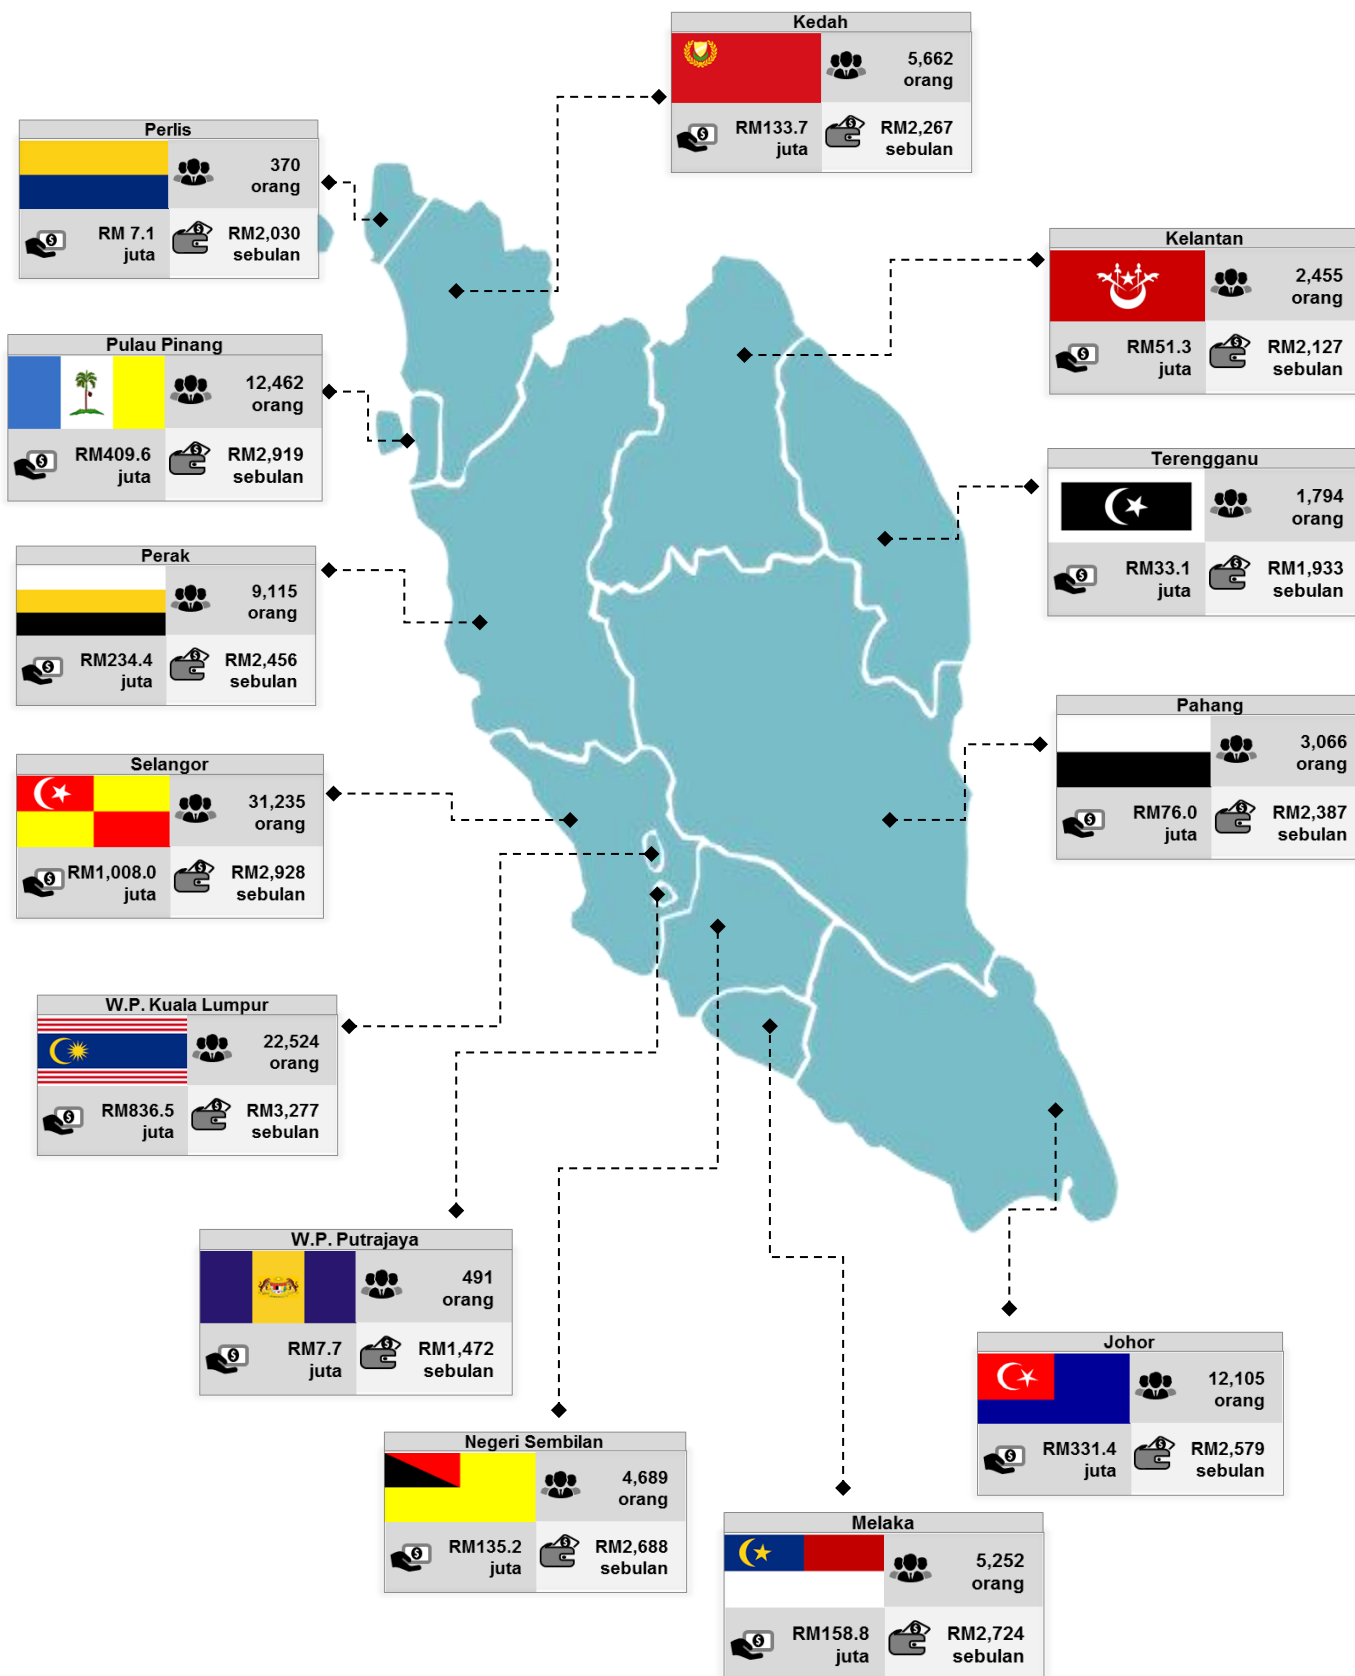 Kedah
5,662
orang
RM133.7
juta
RM2,267
sebulan
Perlis
370
orang
RM 7.1
juta
RM2,030
sebulan
Kelantan
2,455
orang
RM51.3
juta
RM2,127
sebulan
Pulau Pinang
12,462
orang
RM409.6
juta
RM2,919
sebulan
Terengganu
1,794
orang
RM33.1
juta
RM1,933
sebulan
Perak
9,115
orang
RM234.4
juta
RM2,456
sebulan
Pahang
3,066
orang
RM76.0
juta
RM2,387
sebulan
Selangor
31,235
orang
RM1,008.0
juta
RM2,928
sebulan
W.P. Kuala Lumpur
22,524
orang
RM836.5
juta
RM3,277
sebulan
W.P. Putrajaya
491
orang
RM7.7
juta
RM1,472
sebulan
Johor
12,105
orang
RM331.4
juta
RM2,579
sebulan
Negeri Sembilan
4,689
orang
RM135.2
juta
RM2,688
sebulan
Melaka
5,252
orang
RM158.8
juta
RM2,724
sebulan